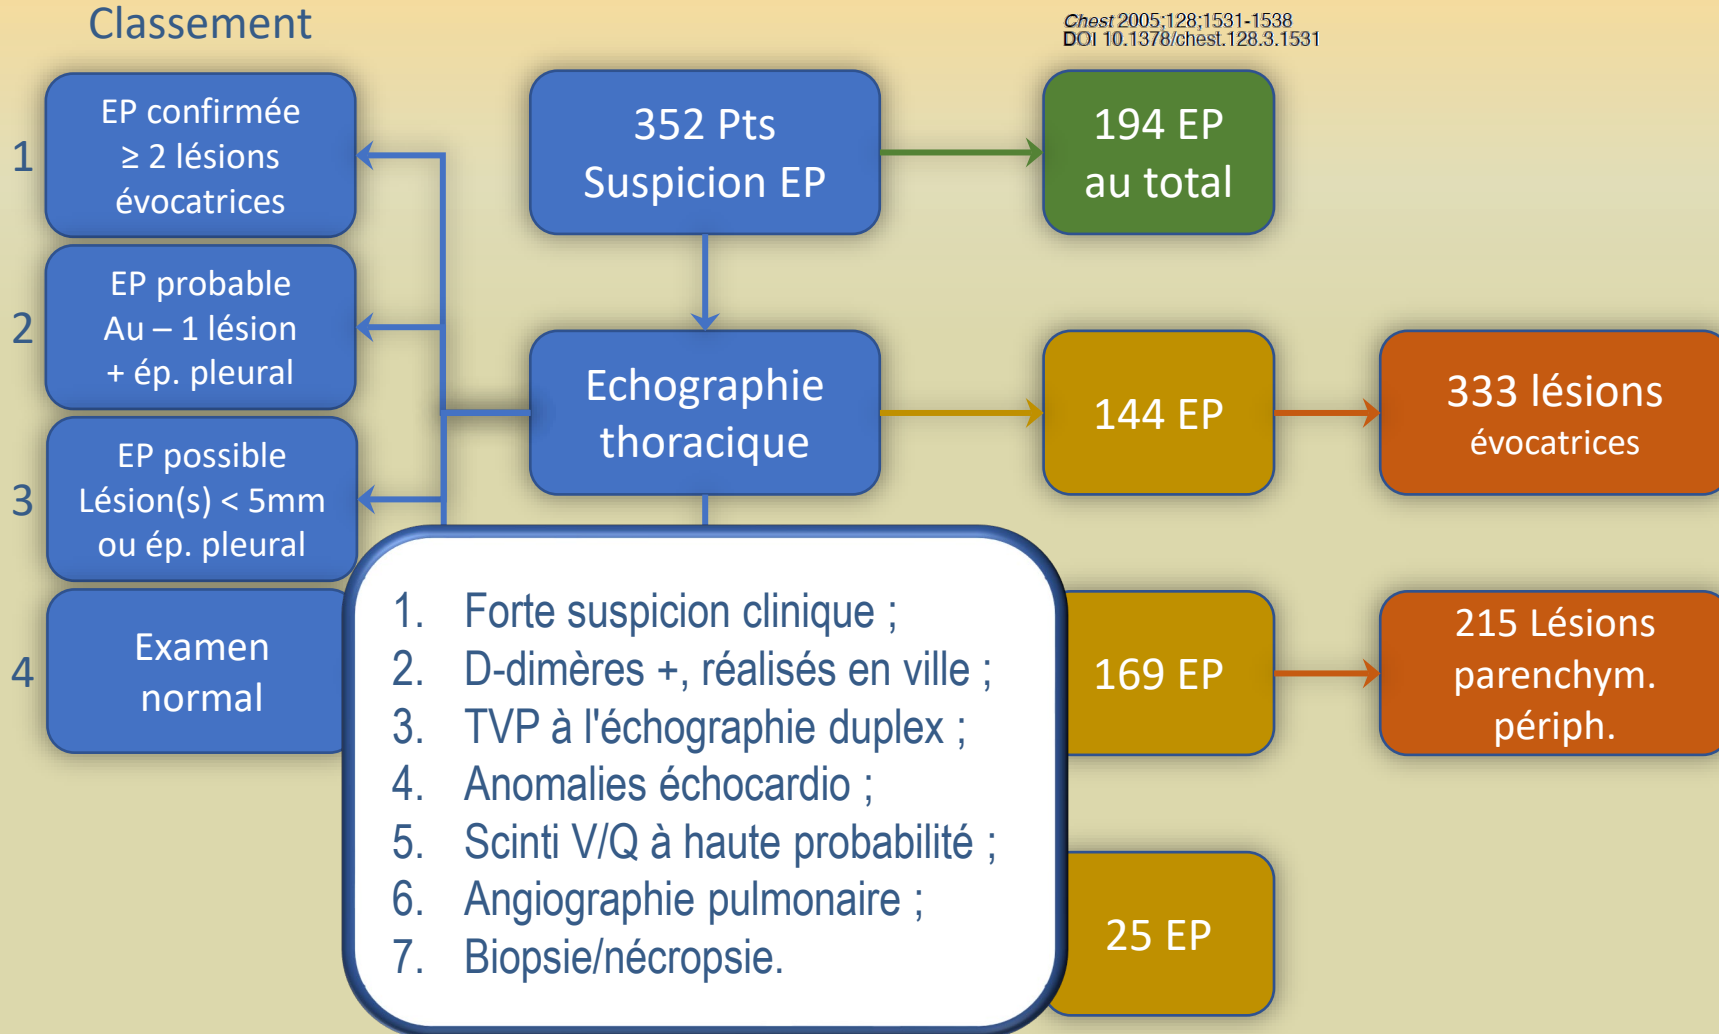 Classement
Chest 2005;128;1531-1538
DOI 10.1378/chest.128.3.1531
1
EP confirmée
≥ 2 lésions
évocatrices
352 Pts
Suspicion EP
194 EP
au total
2
EP probable
Au – 1 lésion
+ ép. pleural
Echographie
thoracique
144 EP
333 lésions
évocatrices
3
EP possible
Lésion(s) < 5mm
ou ép. pleural
4
Examen
normal
1. Forte suspicion clinique ;
2. D-dimères +, réalisés en ville ;
3. TVP à l'échographie duplex ;
4. Anomalies échocardio ;
5. Scinti V/Q à haute probabilité ;
6. Angiographie pulmonaire ;
7. Biopsie/nécropsie.
169 EP
215 Lésions
parenchym.
périph.
25 EP